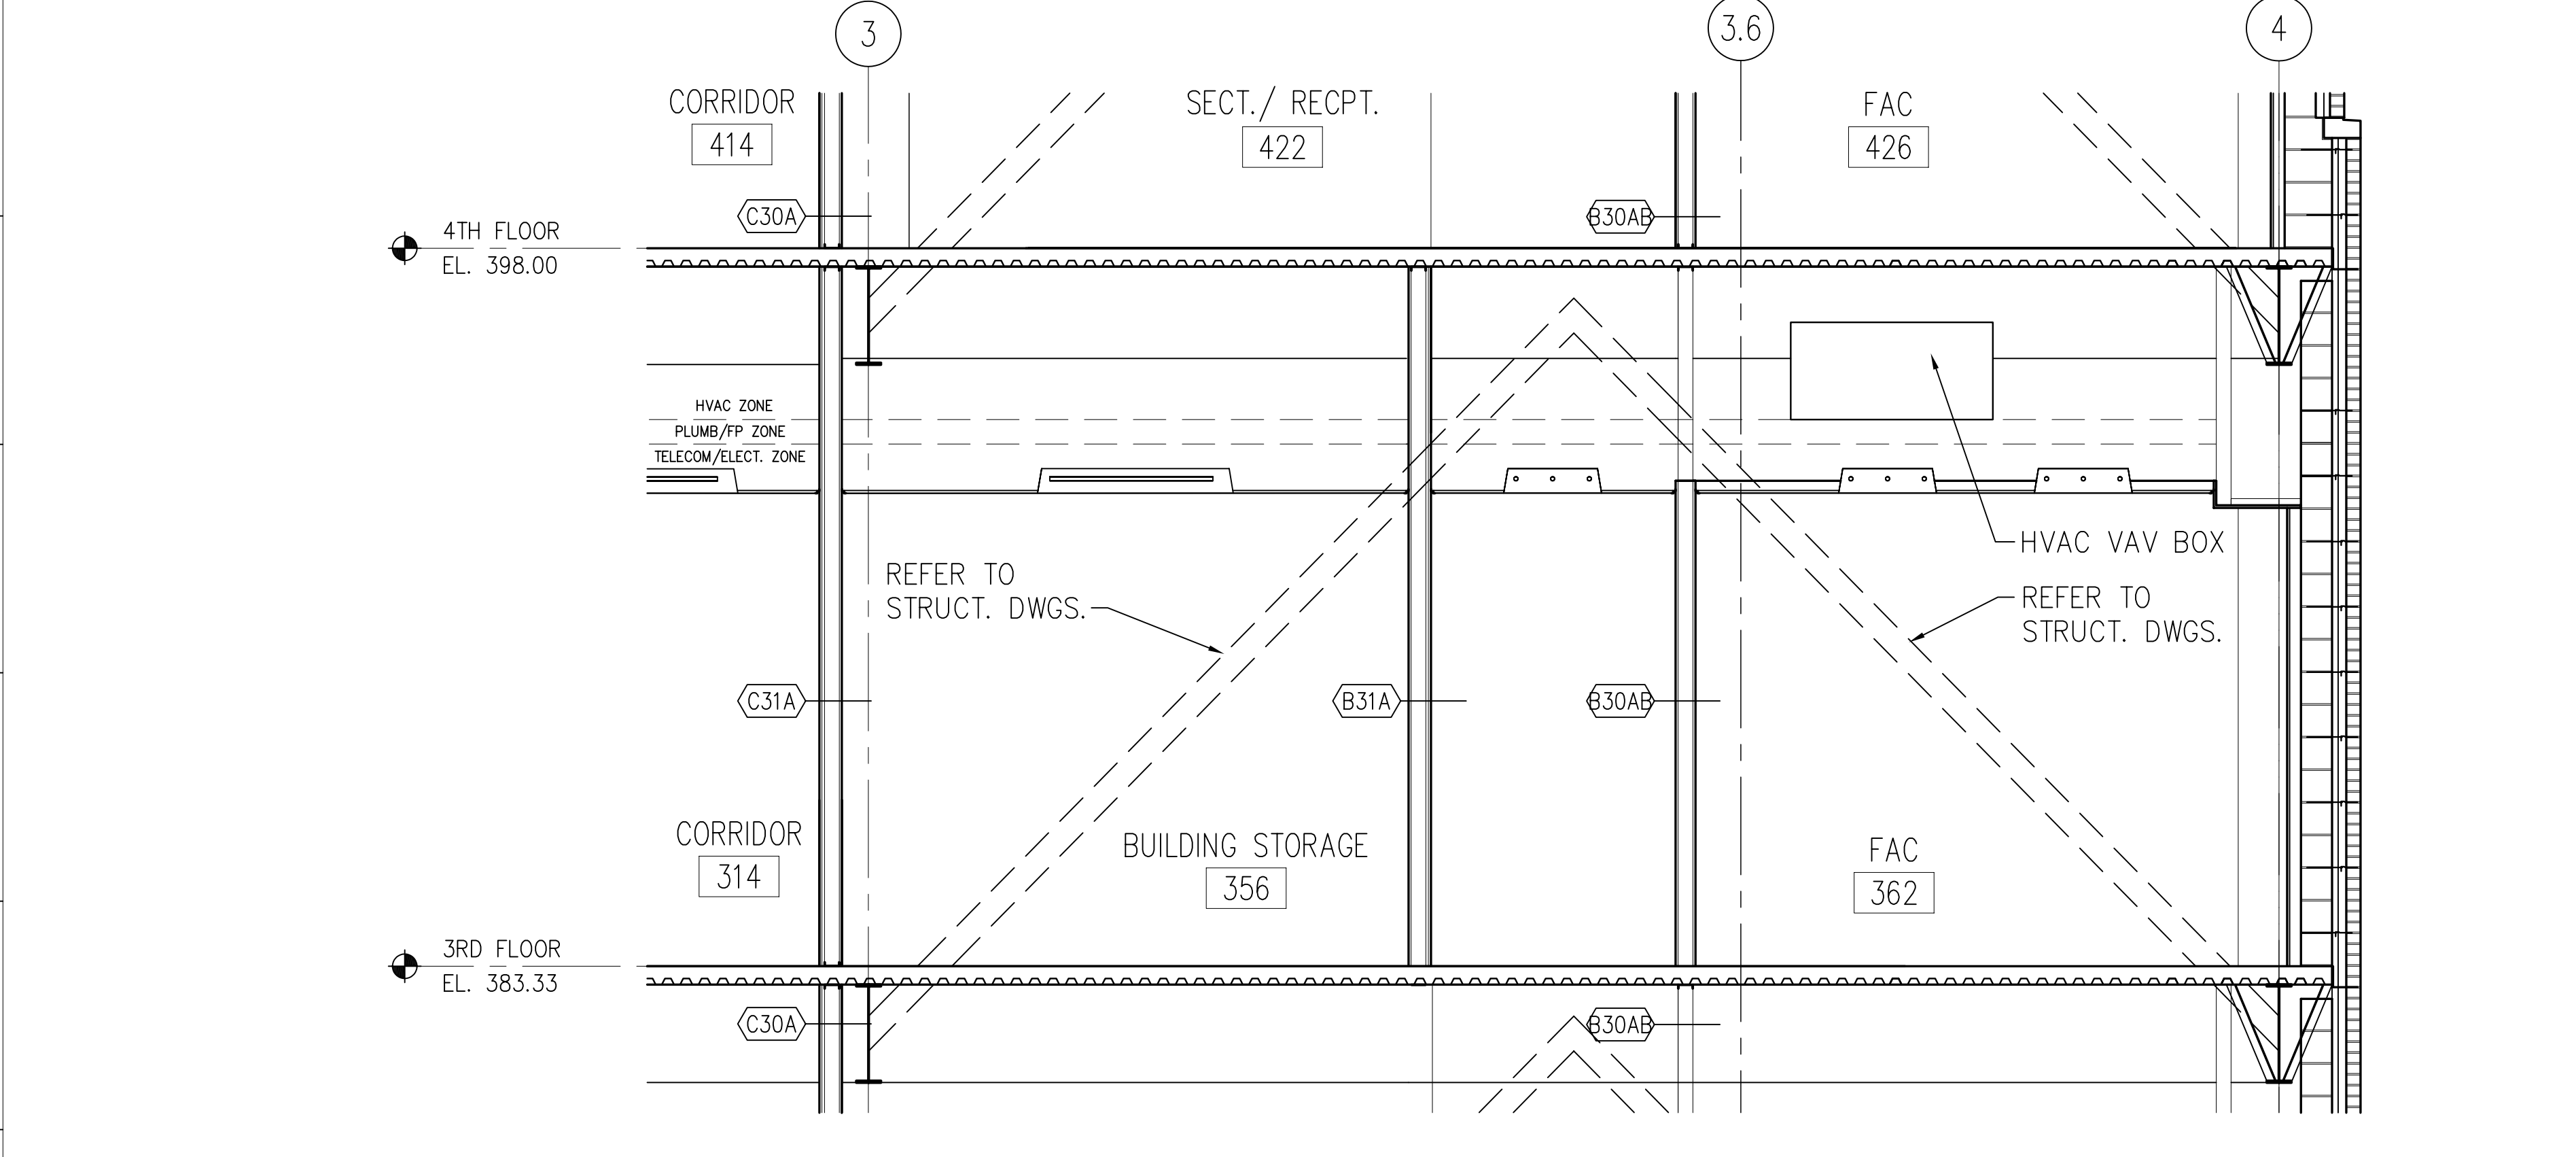 3
3.6
4
CORRIDOR
414
SECT./ RECPT.
422
FAC
426
C30A
B30AB
4TH FLOOR
EL. 398.00
HVAC ZONE
PLUMB/FP ZONE
TELECOM/ELECT. ZONE
HVAC VAV BOX
REFER TO
STRUCT. DWGS.
REFER TO
STRUCT. DWGS.
C31A
B31A
B30AB
CORRIDOR
314
BUILDING STORAGE
356
FAC
362
3RD FLOOR
EL. 383.33
C30A
B30AB